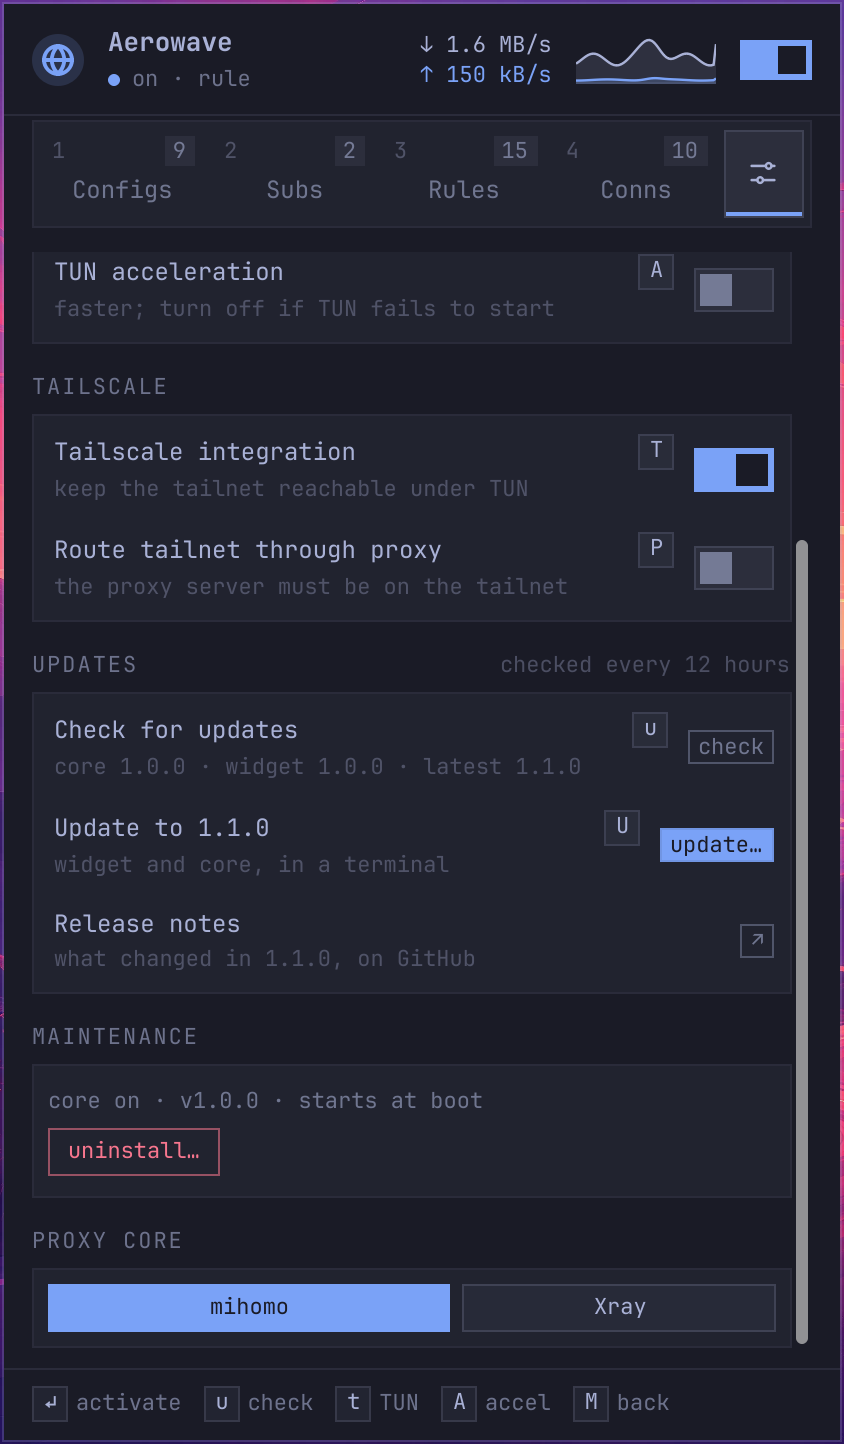 Aerowave
on · rule
↓ 1.6 MB/s
↑ 150 kB/s
1 9 2 2 3 15 4 10
Configs Subs Rules Conns
TUN acceleration A
faster; turn off if TUN fails to start
TAILSCALE
Tailscale integration T
keep the tailnet reachable under TUN
Route tailnet through proxy P
the proxy server must be on the tailnet
UPDATES checked every 12 hours
Check for updates u check
core 1.0.0 · widget 1.0.0 · latest 1.1.0
Update to 1.1.0 U update…
widget and core, in a terminal
Release notes
what changed in 1.1.0, on GitHub
MAINTENANCE
core on · v1.0.0 · starts at boot
uninstall…
PROXY CORE
mihomo Xray
↲ activate u check t TUN A accel M back